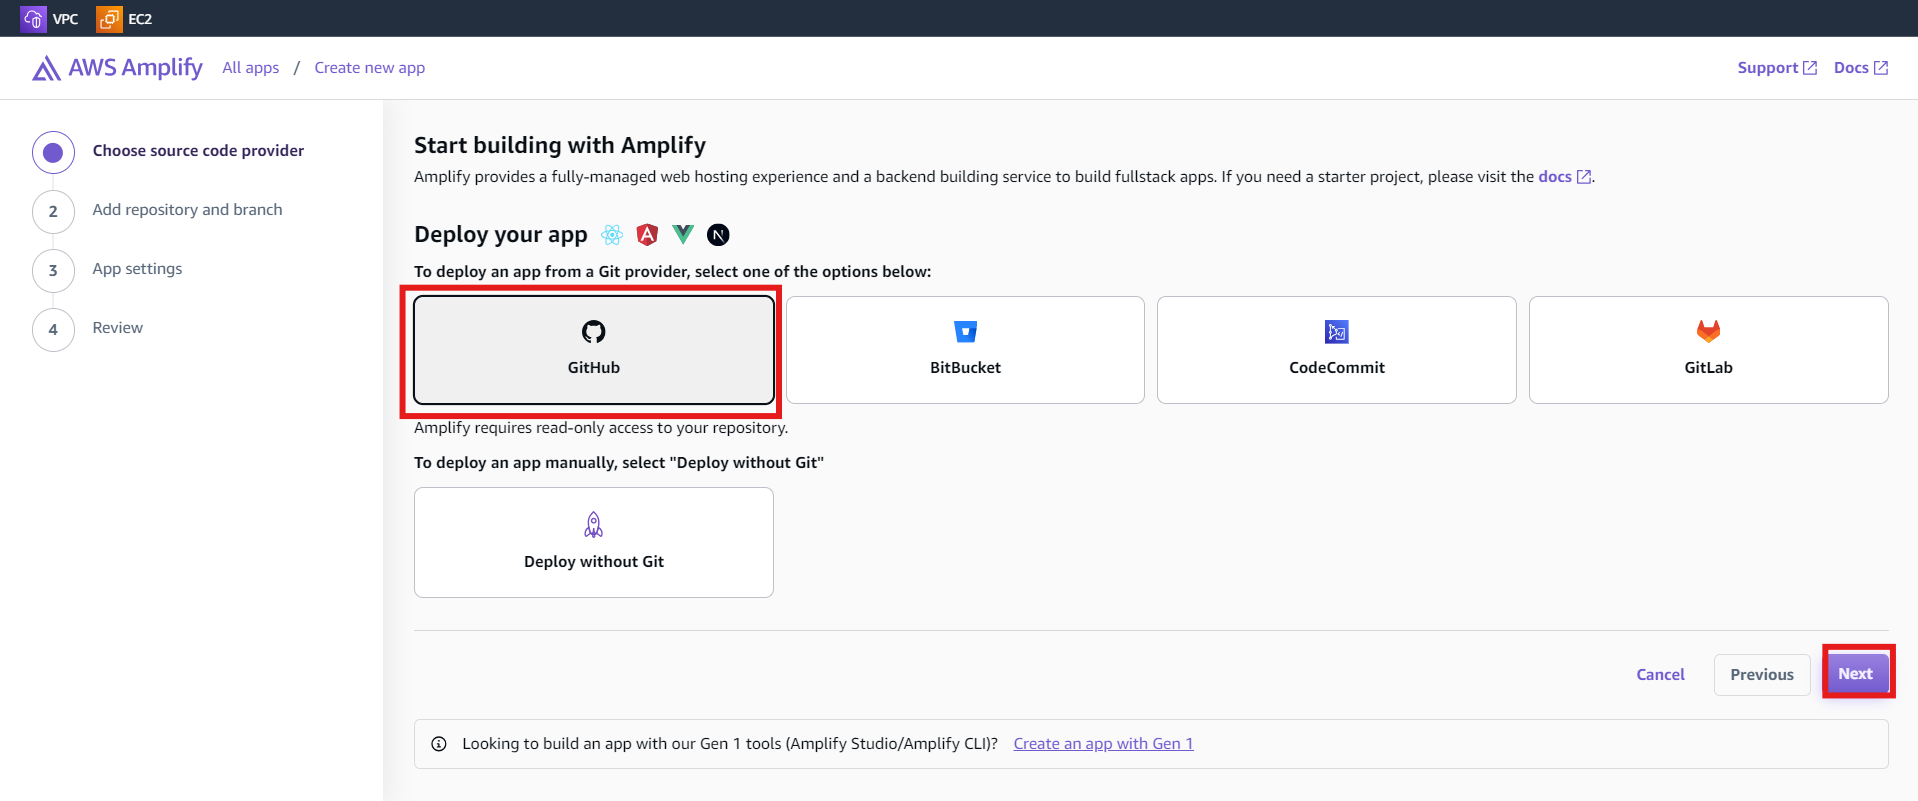 VPC EC2
AWS Amplify All apps / Create new app Support Docs
Choose source code provider
2 Add repository and branch
3 App settings
4 Review
Start building with Amplify
Amplify provides a fully-managed web hosting experience and a backend building service to build fullstack apps. If you need a starter project, please visit the docs.
Deploy your app
To deploy an app from a Git provider, select one of the options below:
GitHub BitBucket CodeCommit GitLab
Amplify requires read-only access to your repository.
To deploy an app manually, select "Deploy without Git"
Deploy without Git
Cancel Previous Next
Looking to build an app with our Gen 1 tools (Amplify Studio/Amplify CLI)? Create an app with Gen 1